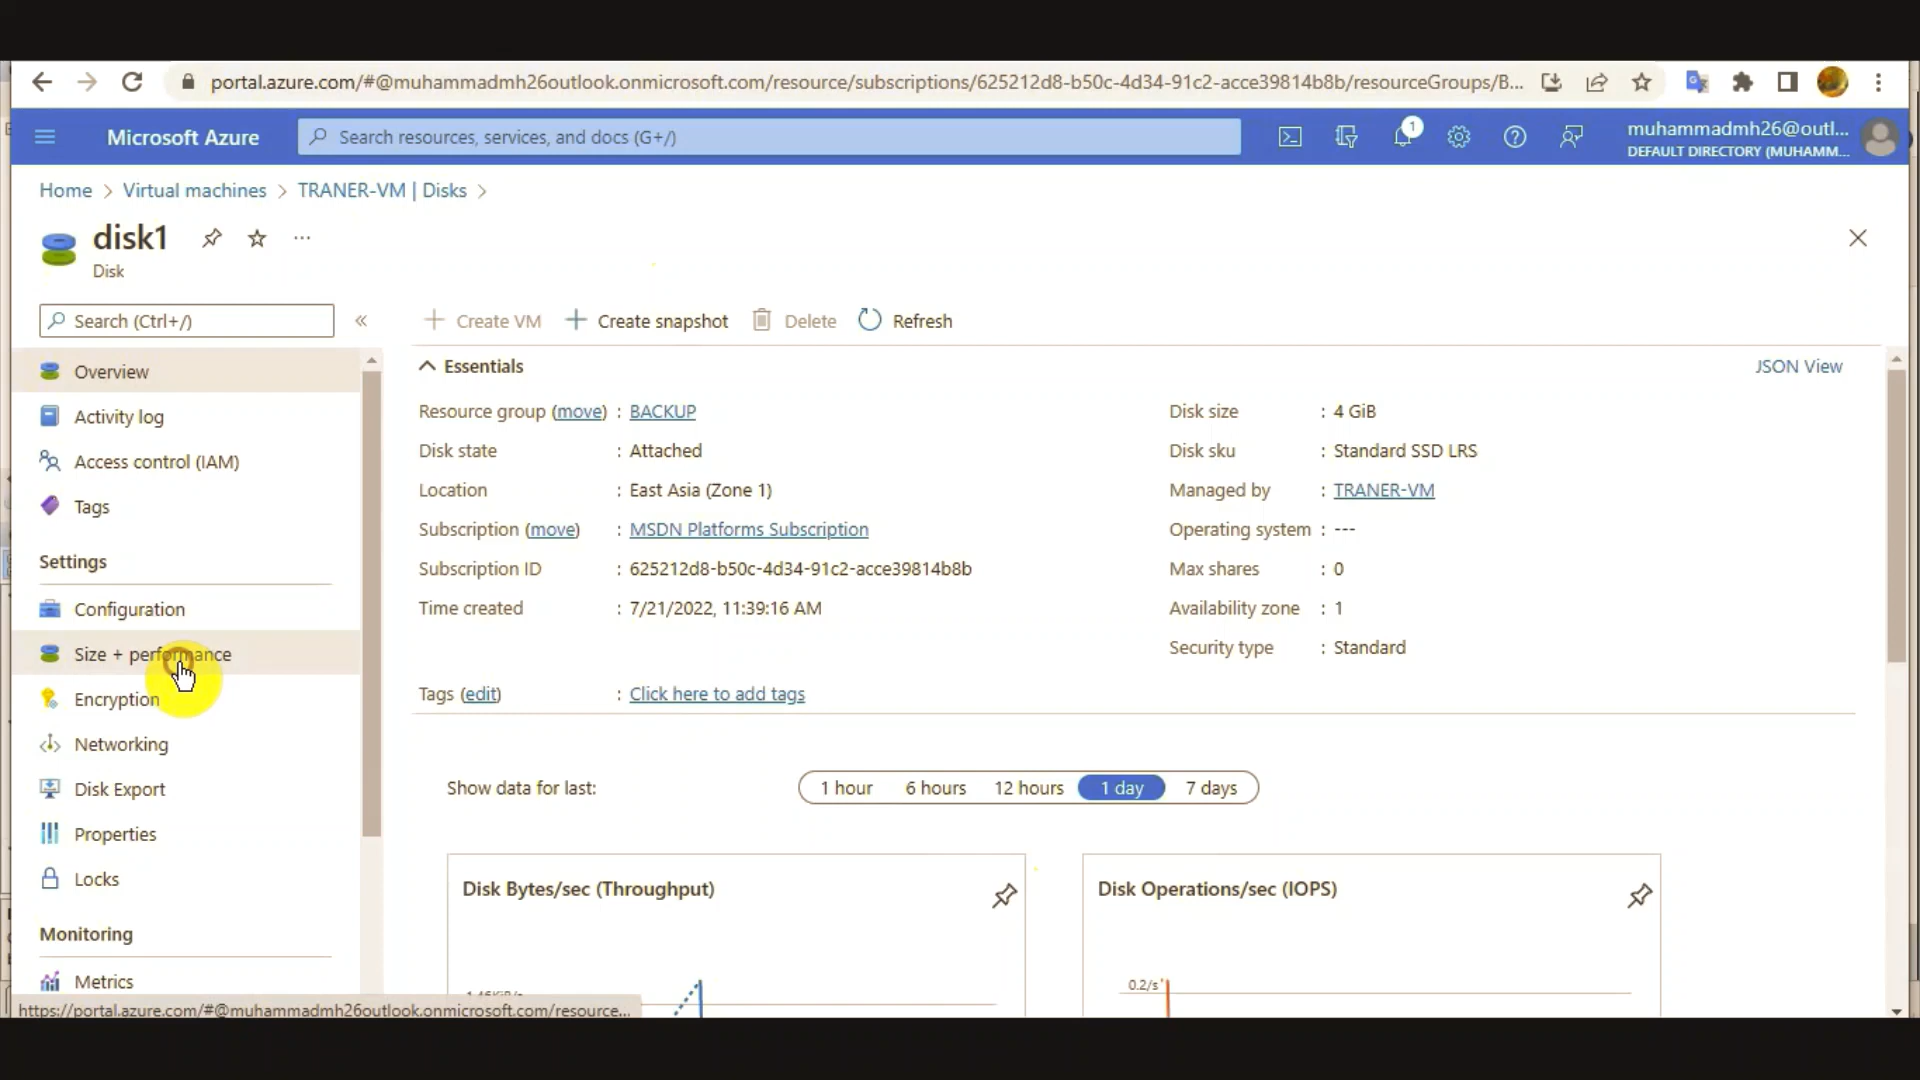 portal.azure.com/#@muhammadmh26outlook.onmicrosoft.com/resource/subscriptions/625212d8-b50c-4d34-91c2-acce39814b8b/resourceGroups/B...
Microsoft Azure
Search resources, services, and docs (G+/)
1
muhammadmh26@outl...
DEFAULT DIRECTORY (MUHAMM...
Home > Virtual machines > TRANER-VM | Disks >
disk1
Disk
Search (Ctrl+/)
«
Create VM
Create snapshot
Delete
Refresh
Overview
Activity log
Access control (IAM)
Tags
Settings
Configuration
Size + performance
Encryption
Networking
Disk Export
Properties
Locks
Monitoring
Metrics
Essentials
JSON View
Resource group (move) : BACKUP
Disk state : Attached
Location : East Asia (Zone 1)
Subscription (move) : MSDN Platforms Subscription
Subscription ID : 625212d8-b50c-4d34-91c2-acce39814b8b
Time created : 7/21/2022, 11:39:16 AM
Disk size : 4 GiB
Disk sku : Standard SSD LRS
Managed by : TRANER-VM
Operating system : ---
Max shares : 0
Availability zone : 1
Security type : Standard
Tags (edit) : Click here to add tags
Show data for last:
1 hour 6 hours 12 hours 1 day 7 days
Disk Bytes/sec (Throughput)
Disk Operations/sec (IOPS)
0.2/s
https://portal.azure.com/#@muhammadmh26outlook.onmicrosoft.com/resource...